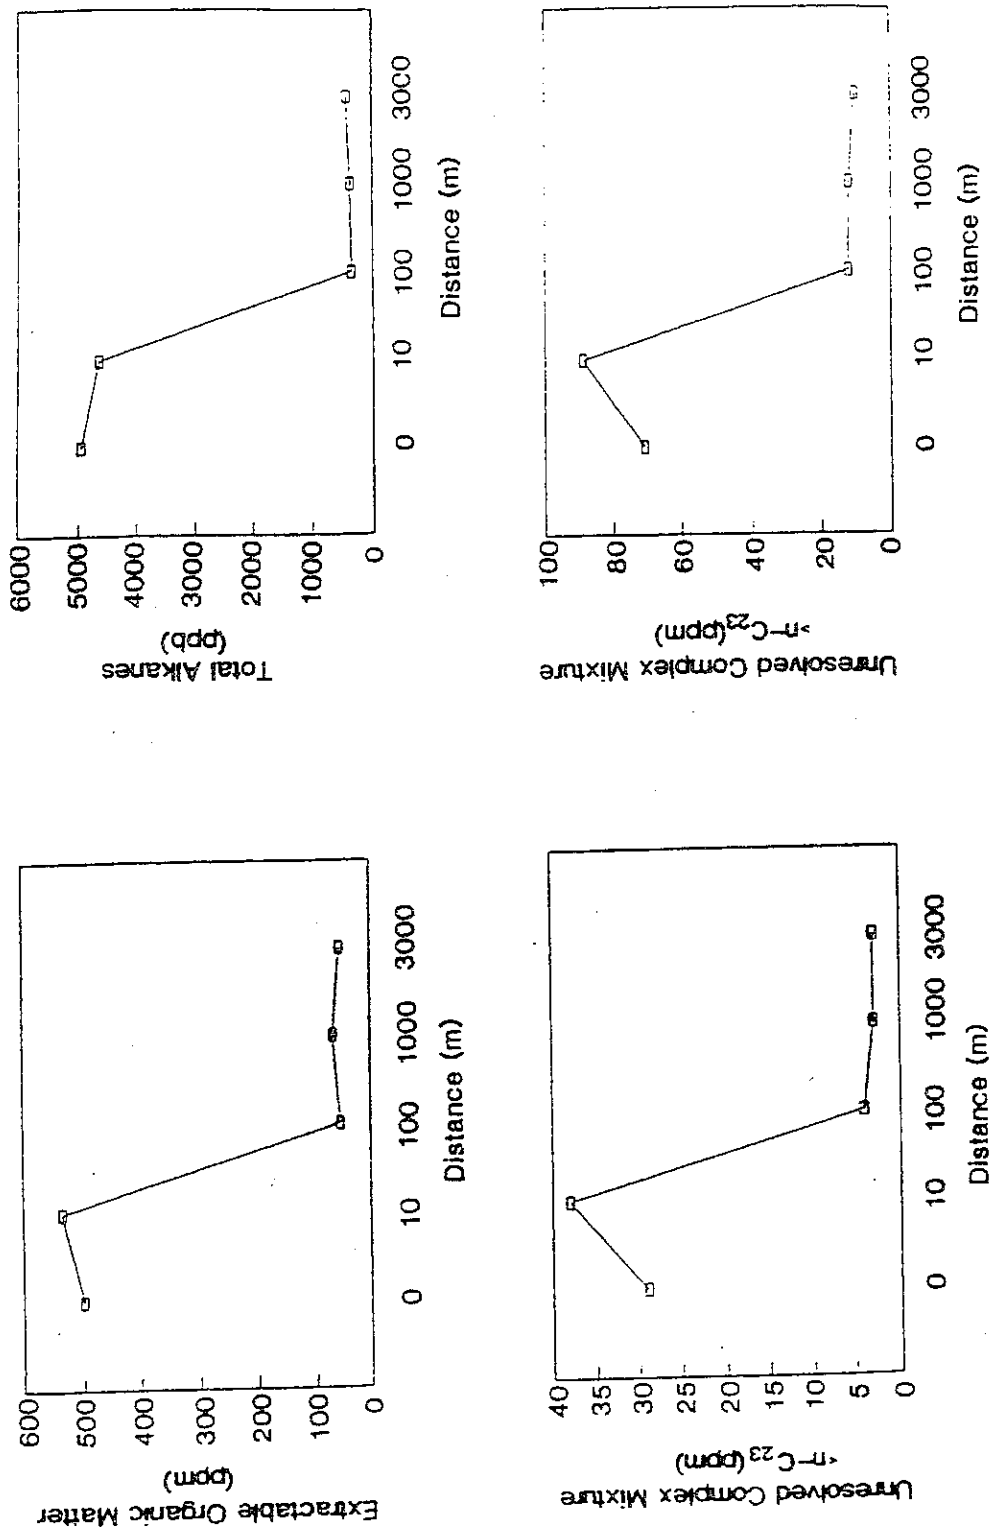 Extractable Organic Matter
(ppm)
600
500
400
300
200
100
0
0 10 100 1000 3000
Distance (m)
Total Alkanes
(ppb)
6000
5000
4000
3000
2000
1000
0
0 10 100 1000 3000
Distance (m)
Unresolved Complex Mixture
<n-C23 (ppm)
40
35
30
25
20
15
10
5
0
0 10 100 1000 3000
Distance (m)
Unresolved Complex Mixture
>n-C23 (ppm)
100
80
60
40
20
0
0 10 100 1000 3000
Distance (m)